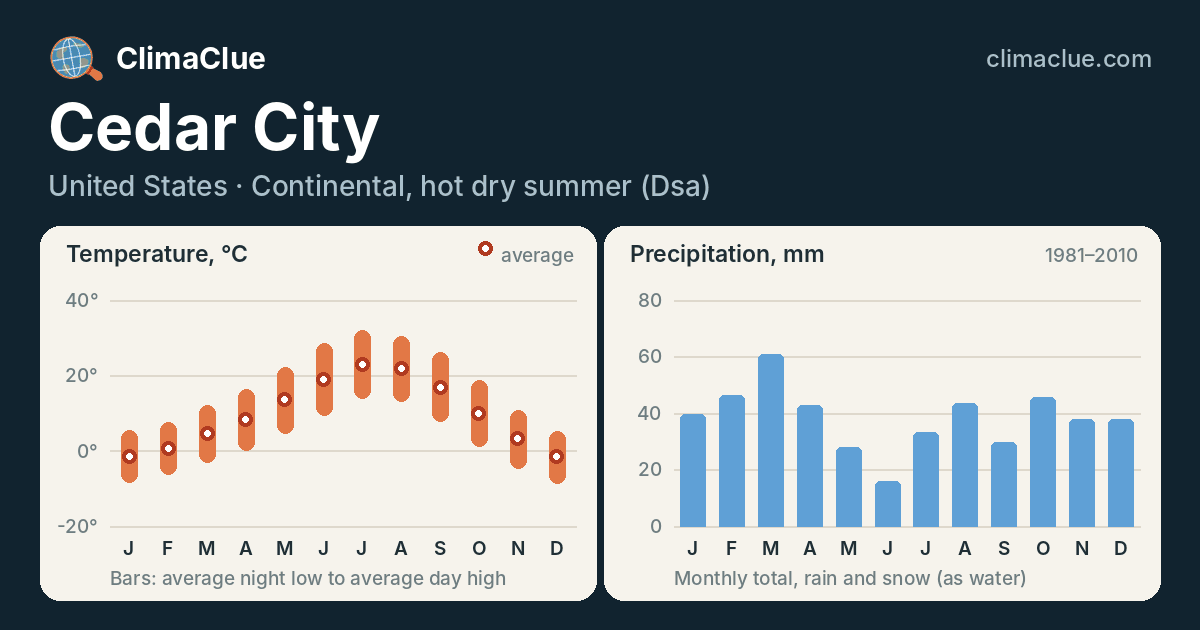 ClimaClue
climaclue.com
Cedar City
United States · Continental, hot dry summer (Dsa)
Temperature, °C
average
40°
20°
0°
-20°
J F M A M J J A S O N D
Bars: average night low to average day high
Precipitation, mm
1981–2010
80
60
40
20
0
J F M A M J J A S O N D
Monthly total, rain and snow (as water)